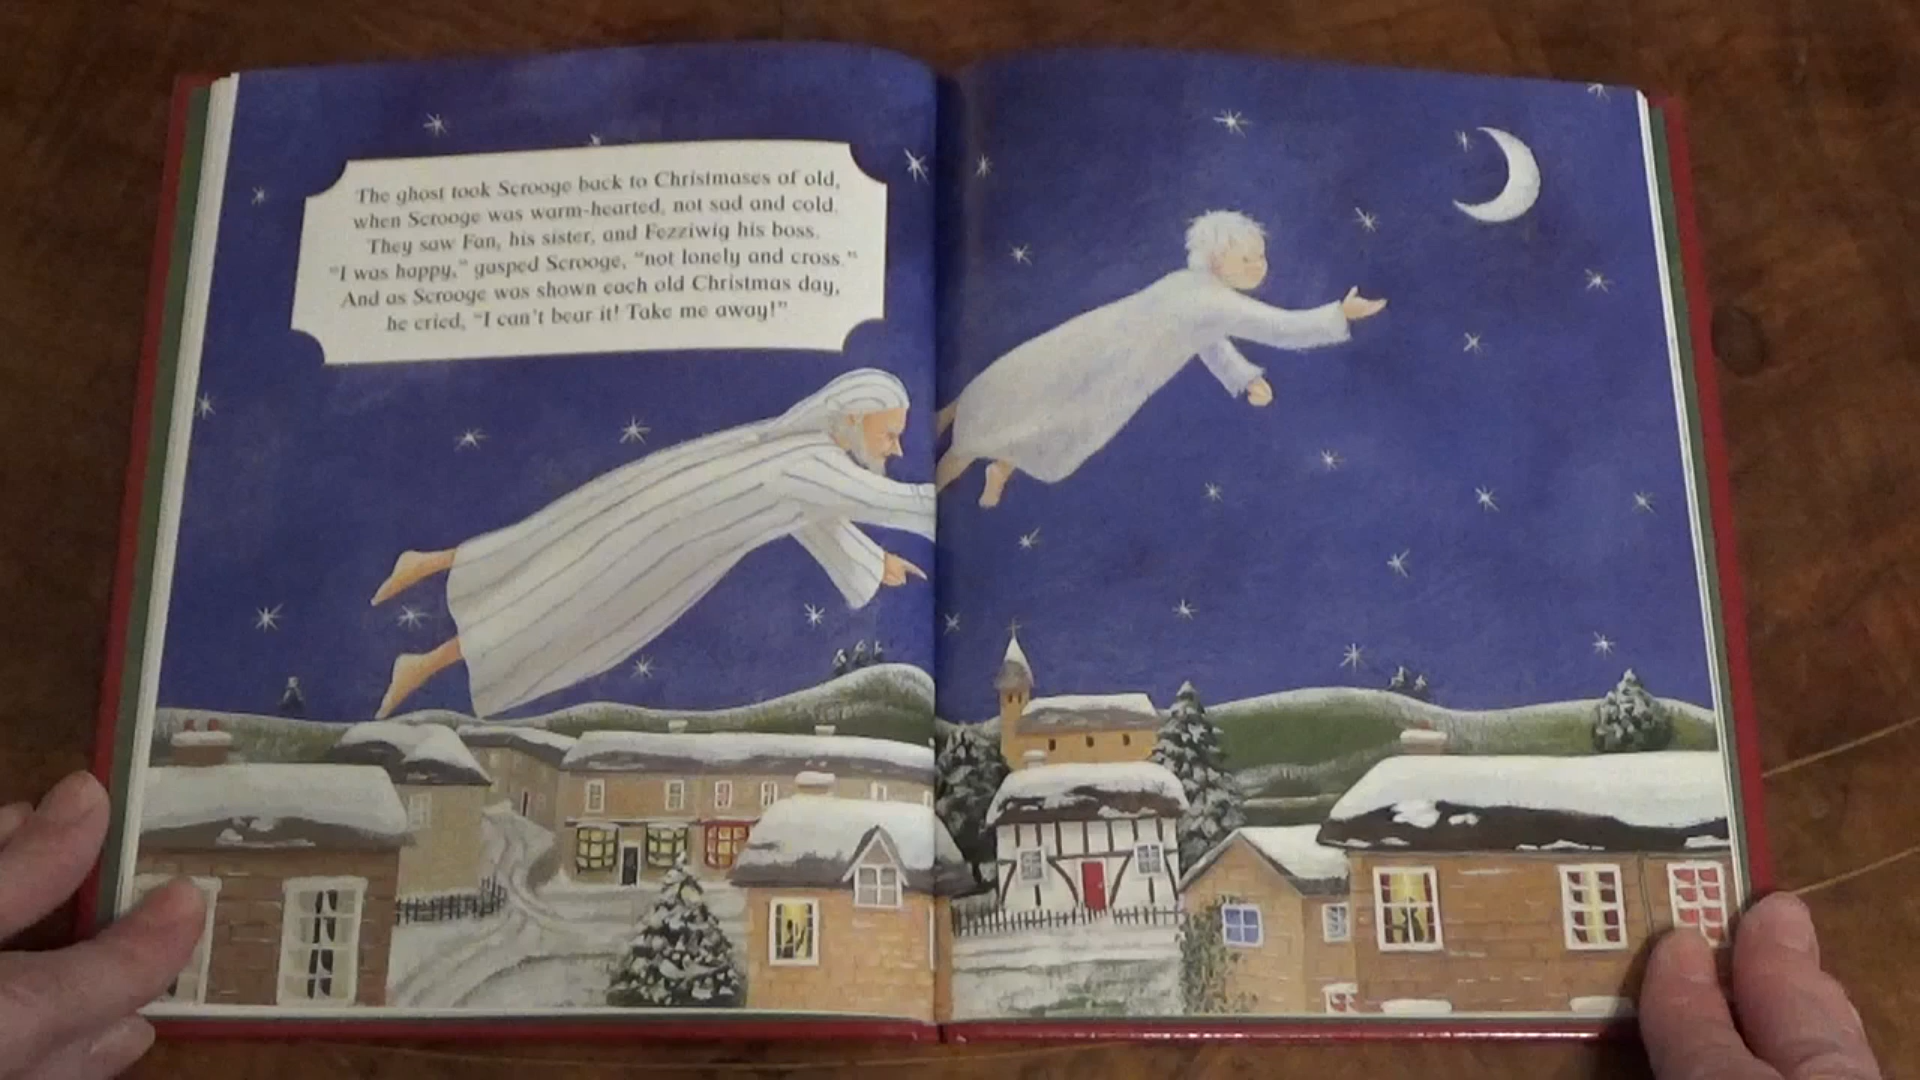 The ghost took Scrooge back to Christmases of old,
when Scrooge was warm-hearted, not sad and cold.
They saw Fan, his sister, and Fezziwig his boss.
"I was happy," gasped Scrooge, "not lonely and cross."
And as Scrooge was shown each old Christmas day,
he cried, "I can't bear it! Take me away!"